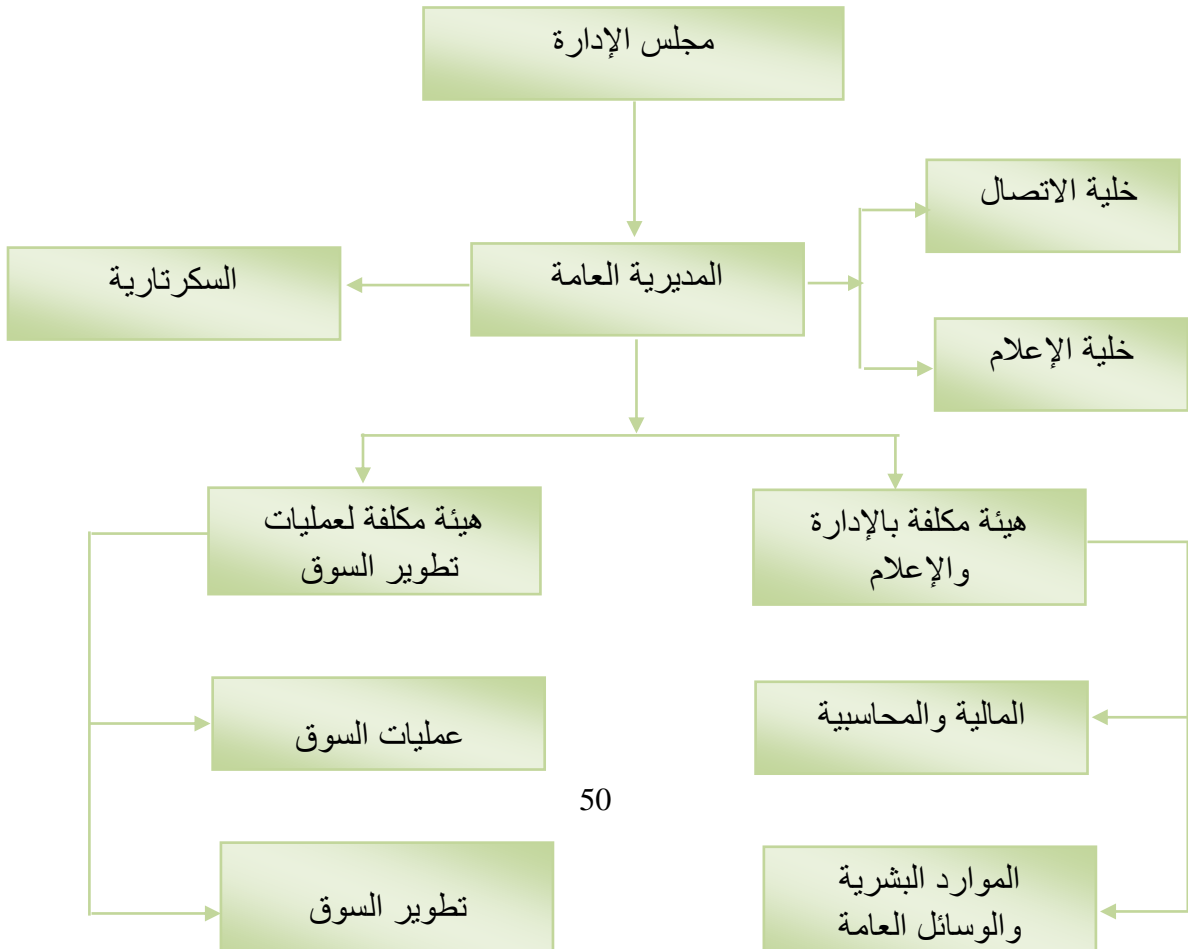 مجلس الإدارة
خلية الاتصال
المديرية العامة
السكرتارية
خلية الإعلام
هيئة مكلفة بالإدارة
والإعلام
هيئة مكلفة لعمليات
تطوير السوق
المالية والمحاسبية
عمليات السوق
50
الموارد البشرية
والوسائل العامة
تطوير السوق